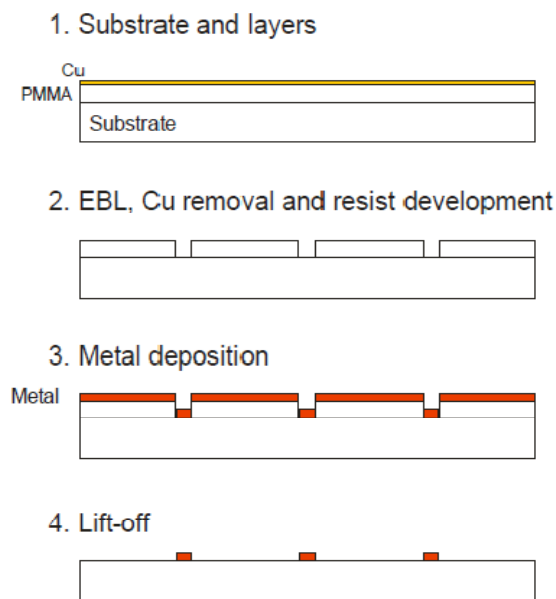 1. Substrate and layers
Cu
PMMA
Substrate
2. EBL, Cu removal and resist development
3. Metal deposition
Metal
4. Lift-off